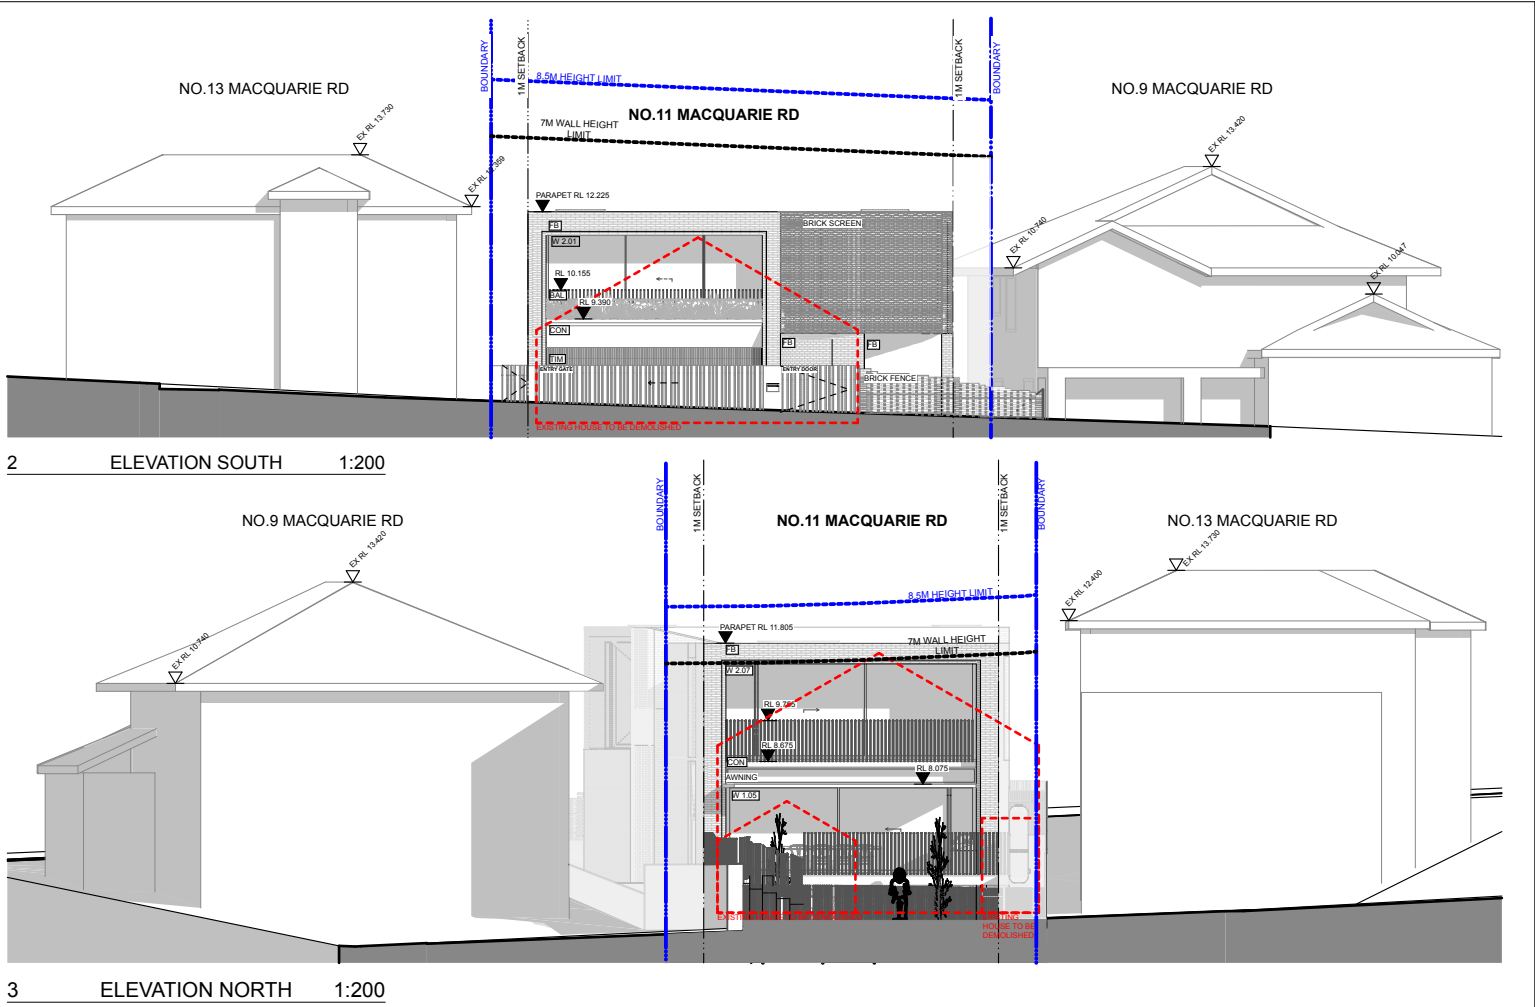 BOUNDARY
1M SETBACK
8.5M HEIGHT LIMIT
1M SETBACK
BOUNDARY
NO.13 MACQUARIE RD
NO.11 MACQUARIE RD
NO.9 MACQUARIE RD
7M WALL HEIGHT
LIMIT
EX RL 13.730
EX RL 13.420
PARAPET RL 12.225
EX RL 10.740
EX RL 10.047
FB
BRICK SCREEN
W 2.01
RL 10.155
BAL
RL 9.390
CON
FB
FB
TIM
ENTRY GATE
ENTRY DOOR
BRICK FENCE
EXISTING HOUSE TO BE DEMOLISHED
2 ELEVATION SOUTH 1:200
BOUNDARY
1M SETBACK
1M SETBACK
BOUNDARY
NO.9 MACQUARIE RD
NO.11 MACQUARIE RD
NO.13 MACQUARIE RD
EX RL 13.420
EX RL 13.730
EX RL 12.400
8.5M HEIGHT LIMIT
PARAPET RL 11.805
7M WALL HEIGHT
LIMIT
EX RL 10.740
FB
W 2.07
RL 9.755
RL 8.675
CON
RL 8.075
AWNING
W 1.05
HOUSE TO BE
DEMOLISHED
3 ELEVATION NORTH 1:200